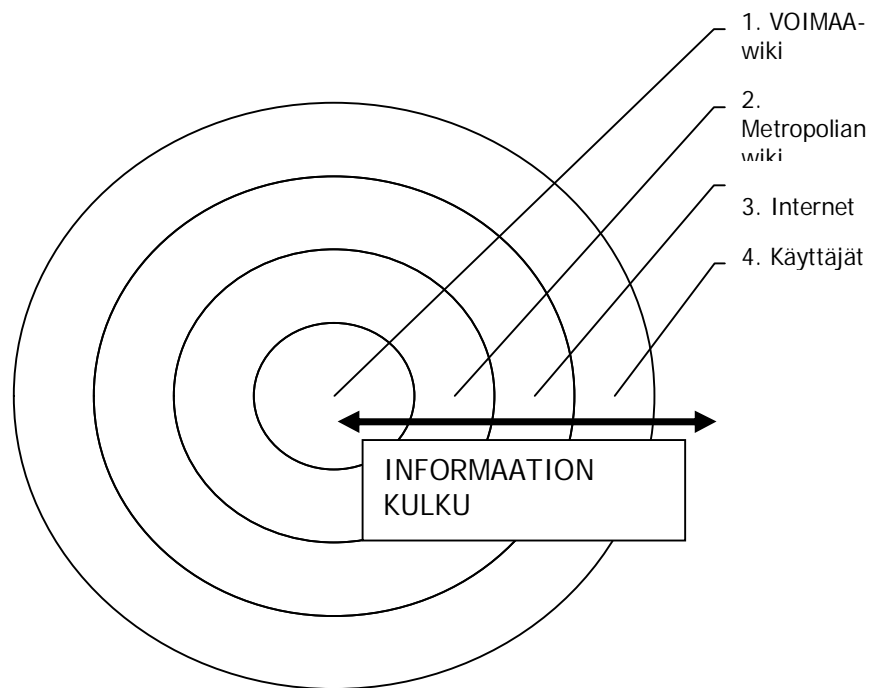 1. VOIMAA-
wiki
2.
Metropolian
wiki
3. Internet
4. Käyttäjät
INFORMAATION
KULKU